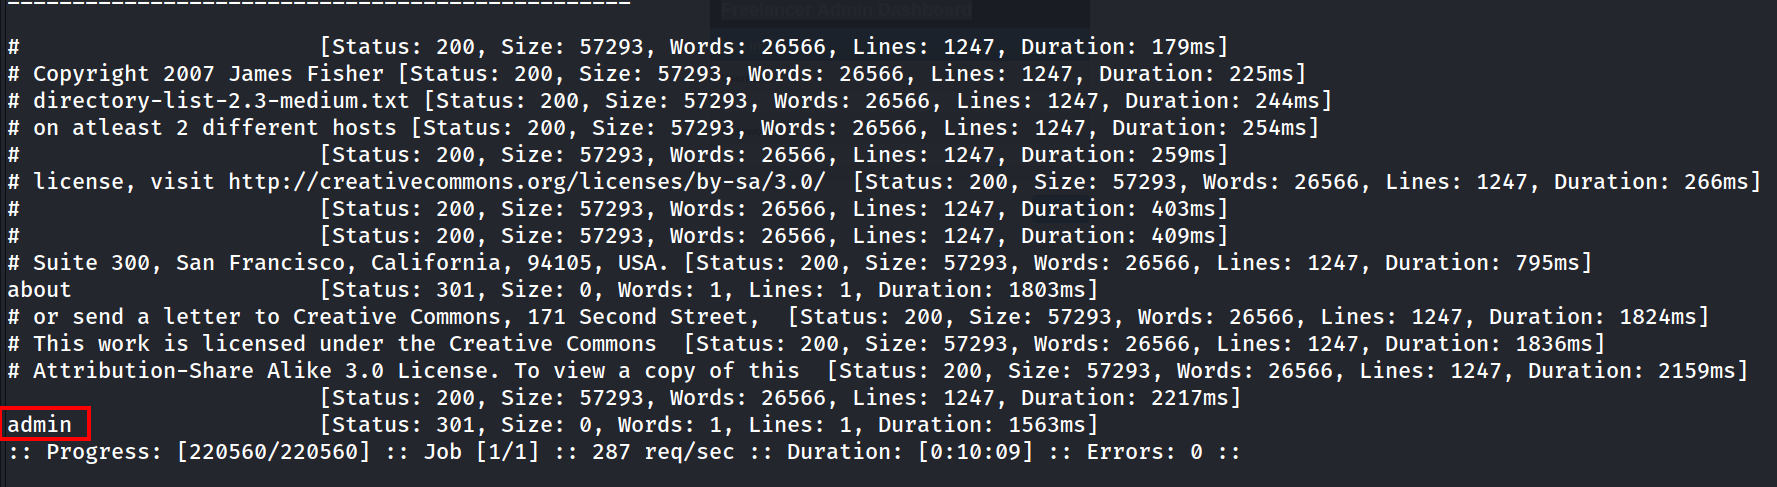 Freelancer Admin Dashboard
# [Status: 200, Size: 57293, Words: 26566, Lines: 1247, Duration: 179ms]
# Copyright 2007 James Fisher [Status: 200, Size: 57293, Words: 26566, Lines: 1247, Duration: 225ms]
# directory-list-2.3-medium.txt [Status: 200, Size: 57293, Words: 26566, Lines: 1247, Duration: 244ms]
# on atleast 2 different hosts [Status: 200, Size: 57293, Words: 26566, Lines: 1247, Duration: 254ms]
# [Status: 200, Size: 57293, Words: 26566, Lines: 1247, Duration: 259ms]
# license, visit http://creativecommons.org/licenses/by-sa/3.0/ [Status: 200, Size: 57293, Words: 26566, Lines: 1247, Duration: 266ms]
# [Status: 200, Size: 57293, Words: 26566, Lines: 1247, Duration: 403ms]
# [Status: 200, Size: 57293, Words: 26566, Lines: 1247, Duration: 409ms]
# Suite 300, San Francisco, California, 94105, USA. [Status: 200, Size: 57293, Words: 26566, Lines: 1247, Duration: 795ms]
about [Status: 301, Size: 0, Words: 1, Lines: 1, Duration: 1803ms]
# or send a letter to Creative Commons, 171 Second Street, [Status: 200, Size: 57293, Words: 26566, Lines: 1247, Duration: 1824ms]
# This work is licensed under the Creative Commons [Status: 200, Size: 57293, Words: 26566, Lines: 1247, Duration: 1836ms]
# Attribution-Share Alike 3.0 License. To view a copy of this [Status: 200, Size: 57293, Words: 26566, Lines: 1247, Duration: 2159ms]
[Status: 200, Size: 57293, Words: 26566, Lines: 1247, Duration: 2217ms]
admin [Status: 301, Size: 0, Words: 1, Lines: 1, Duration: 1563ms]
:: Progress: [220560/220560] :: Job [1/1] :: 287 req/sec :: Duration: [0:10:09] :: Errors: 0 ::